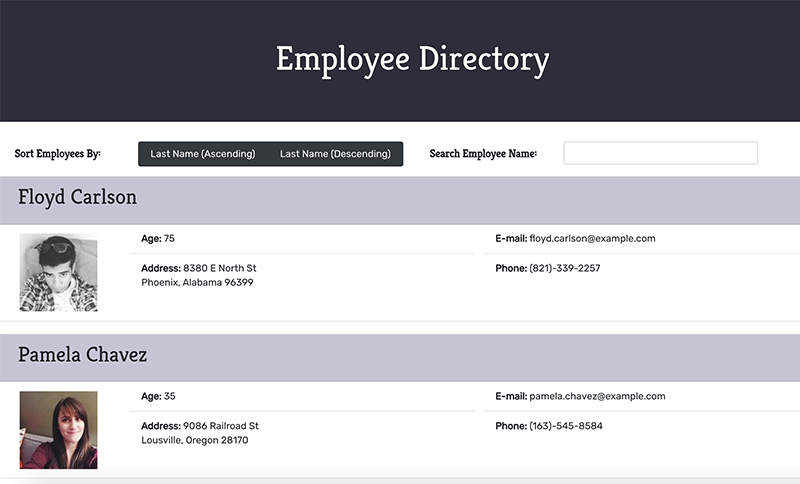 Employee Directory
Sort Employees By: Last Name (Ascending) Last Name (Descending) Search Employee Name:
Floyd Carlson
Age: 75 E-mail: floyd.carlson@example.com
Address: 8380 E North St Phone: (821)-339-2257
Phoenix, Alabama 96399
Pamela Chavez
Age: 35 E-mail: pamela.chavez@example.com
Address: 9086 Railroad St Phone: (163)-545-8584
Lousville, Oregon 28170